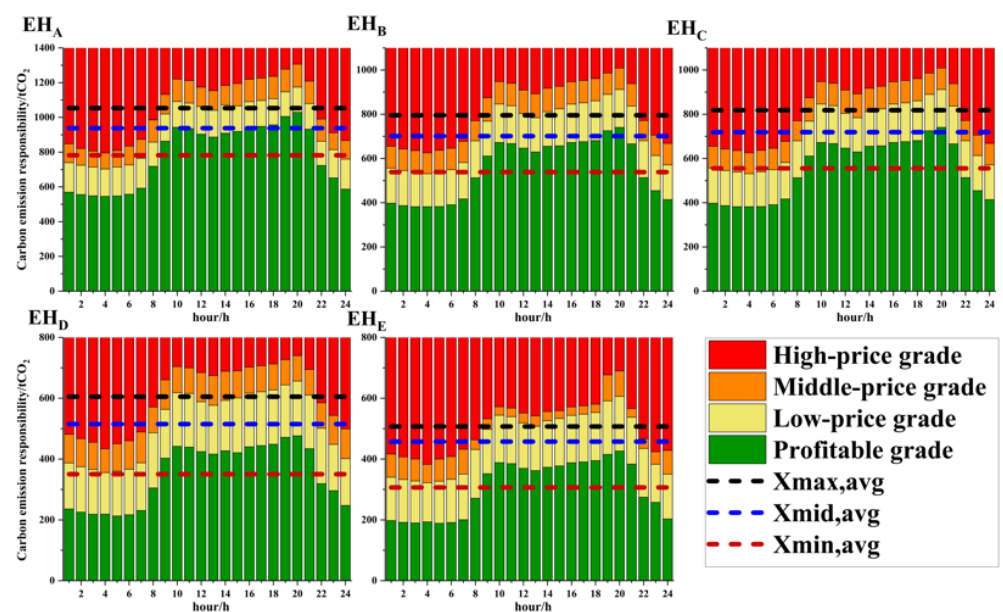 EH_A
EH_B
EH_C
Carbon emission responsibility/tCO₂
1400
1200
1000
800
600
400
200
0
2 4 6 8 10 12 14 16 18 20 22 24
hour/h
1000
800
600
400
200
0
2 4 6 8 10 12 14 16 18 20 22 24
hour/h
1000
800
600
400
200
0
2 4 6 8 10 12 14 16 18 20 22 24
hour/h
EH_D
EH_E
Carbon emission responsibility/tCO₂
800
600
400
200
0
2 4 6 8 10 12 14 16 18 20 22 24
hour/h
800
600
400
200
0
2 4 6 8 10 12 14 16 18 20 22 24
hour/h
High-price grade
Middle-price grade
Low-price grade
Profitable grade
Xmax,avg
Xmid,avg
Xmin,avg